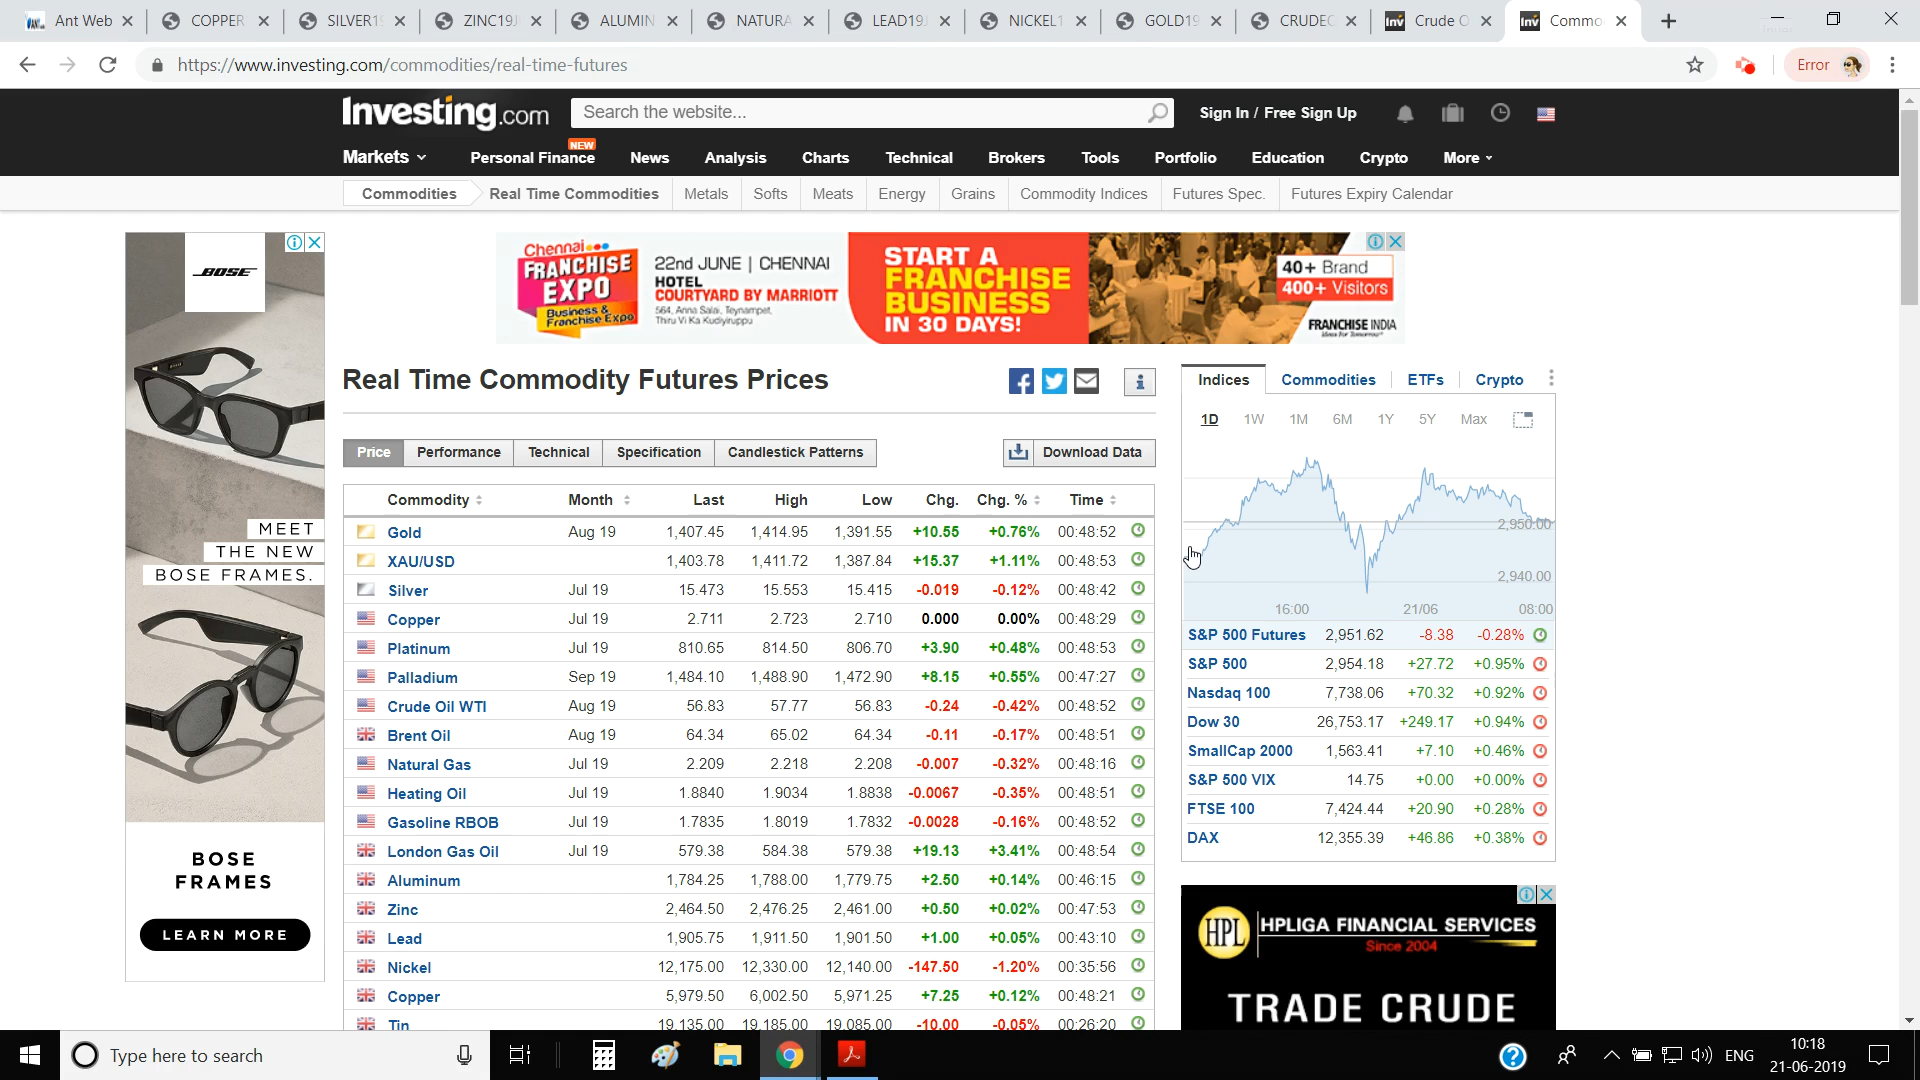 Ant Web
COPPER
SILVER19
ZINC19J
ALUMIN
NATURA
LEAD19J
NICKEL1
GOLD19
CRUDEO
Inv Crude O
Inv Commo
https://www.investing.com/commodities/real-time-futures
Error
Investing.com
Search the website...
Sign In / Free Sign Up
NEW
Markets Personal Finance News Analysis Charts Technical Brokers Tools Portfolio Education Crypto More
Commodities Real Time Commodities Metals Softs Meats Energy Grains Commodity Indices Futures Spec. Futures Expiry Calendar
BOSE
MEET
THE NEW
BOSE FRAMES.
BOSE
FRAMES
LEARN MORE
Chennai
FRANCHISE
EXPO
Business &
Franchise Expo
22nd JUNE | CHENNAI
HOTEL
COURTYARD BY MARRIOTT
564, Anna Salai, Teynampet,
Thiru Vi Ka Kudiyiruppu
START A
FRANCHISE
BUSINESS
IN 30 DAYS!
40+ Brand
400+ Visitors
FRANCHISE INDIA
Real Time Commodity Futures Prices
Price Performance Technical Specification Candlestick Patterns Download Data
Commodity Month Last High Low Chg. Chg. % Time
Gold Aug 19 1,407.45 1,414.95 1,391.55 +10.55 +0.76% 00:48:52
XAU/USD 1,403.78 1,411.72 1,387.84 +15.37 +1.11% 00:48:53
Silver Jul 19 15.473 15.553 15.415 -0.019 -0.12% 00:48:42
Copper Jul 19 2.711 2.723 2.710 0.000 0.00% 00:48:29
Platinum Jul 19 810.65 814.50 806.70 +3.90 +0.48% 00:48:53
Palladium Sep 19 1,484.10 1,488.90 1,472.90 +8.15 +0.55% 00:47:27
Crude Oil WTI Aug 19 56.83 57.77 56.83 -0.24 -0.42% 00:48:52
Brent Oil Aug 19 64.34 65.02 64.34 -0.11 -0.17% 00:48:51
Natural Gas Jul 19 2.209 2.218 2.208 -0.007 -0.32% 00:48:16
Heating Oil Jul 19 1.8840 1.9034 1.8838 -0.0067 -0.35% 00:48:51
Gasoline RBOB Jul 19 1.7835 1.8019 1.7832 -0.0028 -0.16% 00:48:52
London Gas Oil Jul 19 579.38 584.38 579.38 +19.13 +3.41% 00:48:54
Aluminum 1,784.25 1,788.00 1,779.75 +2.50 +0.14% 00:46:15
Zinc 2,464.50 2,476.25 2,461.00 +0.50 +0.02% 00:47:53
Lead 1,905.75 1,911.50 1,901.50 +1.00 +0.05% 00:43:10
Nickel 12,175.00 12,330.00 12,140.00 -147.50 -1.20% 00:35:56
Copper 5,979.50 6,002.50 5,971.25 +7.25 +0.12% 00:48:21
Tin 19,135.00 19,185.00 19,085.00 -10.00 -0.05% 00:26:20
Indices Commodities ETFs Crypto
1D 1W 1M 6M 1Y 5Y Max
2,950.00
2,940.00
16:00 21/06 08:00
S&P 500 Futures 2,951.62 -8.38 -0.28%
S&P 500 2,954.18 +27.72 +0.95%
Nasdaq 100 7,738.06 +70.32 +0.92%
Dow 30 26,753.17 +249.17 +0.94%
SmallCap 2000 1,563.41 +7.10 +0.46%
S&P 500 VIX 14.75 +0.00 +0.00%
FTSE 100 7,424.44 +20.90 +0.28%
DAX 12,355.39 +46.86 +0.38%
HPL HPLIGA FINANCIAL SERVICES
Since 2004
TRADE CRUDE
Type here to search
ENG
10:18
21-06-2019